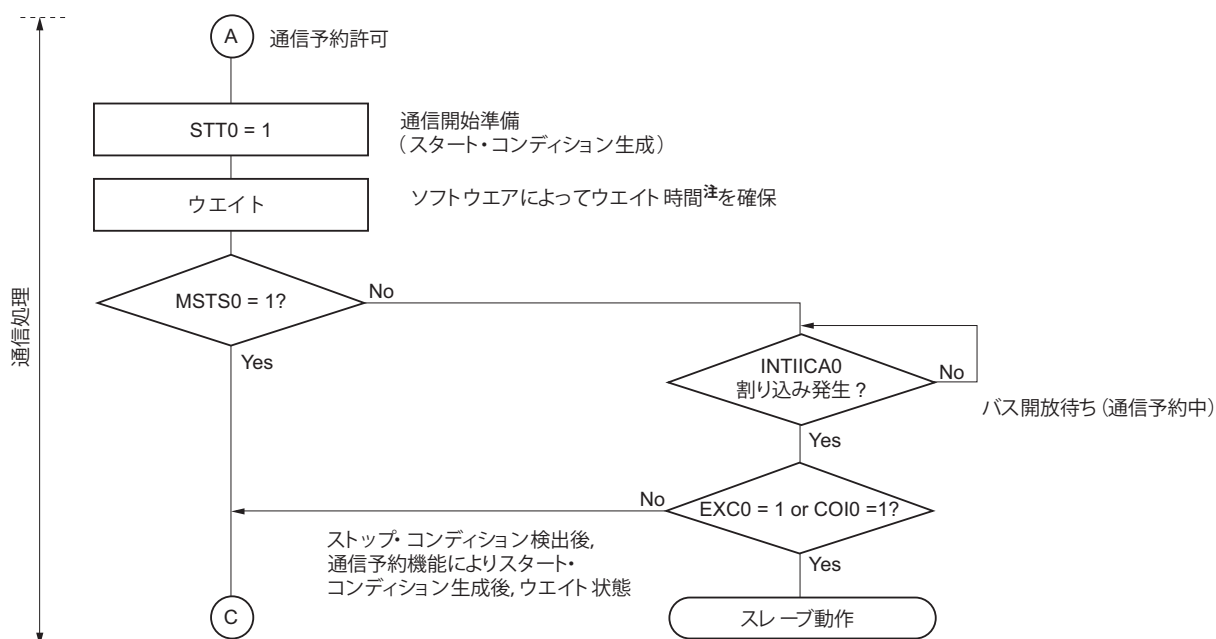 A 通信予約許可
STT0 = 1
通信開始準備
(スタート・コンディション生成)
ウエイト
ソフトウエアによってウエイト時間注を確保
MSTS0 = 1?
No
Yes
通信処理
INTIICA0
割り込み発生?
No
バス開放待ち(通信予約中)
Yes
EXC0 = 1 or COI0 =1?
No
ストップ・コンディション検出後,
通信予約機能によりスタート・
コンディション生成後, ウエイト状態
Yes
C
スレーブ動作